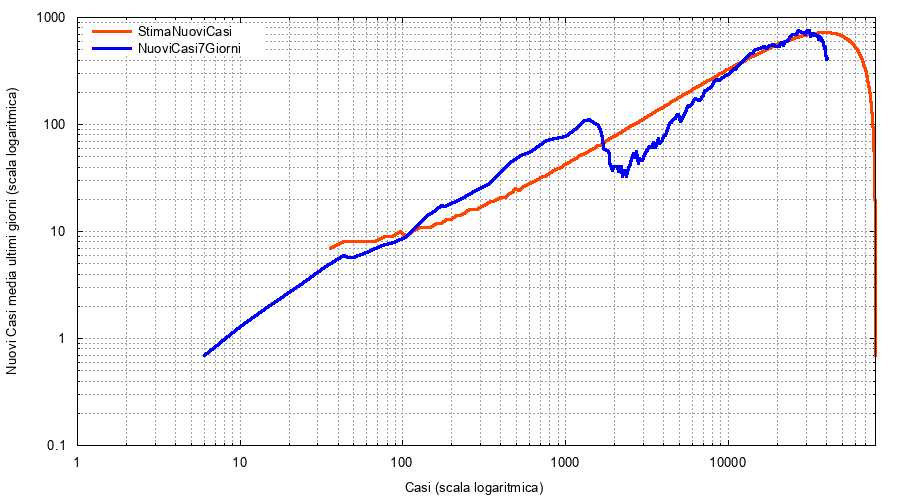 1000
100
10
1
0.1
1
10
100
1000
10000
StimaNuoviCasi
NuoviCasi7Giorni
Nuovi Casi media ultimi giorni (scala logaritmica)
Casi (scala logaritmica)